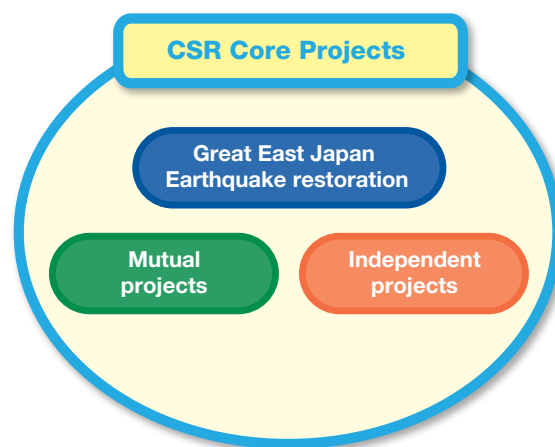 CSR Core Projects
Great East Japan
Earthquake restoration
Mutual
projects
Independent
projects